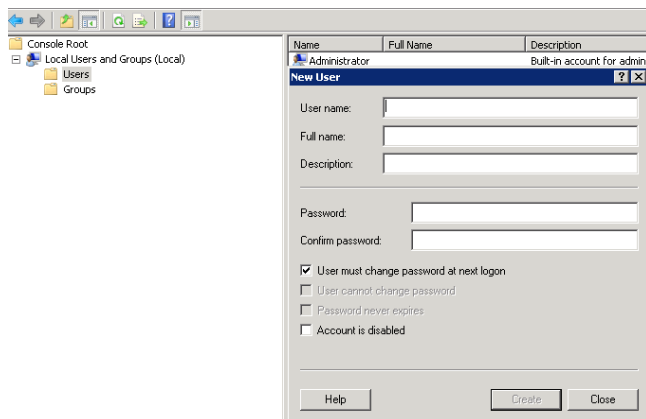 Console Root
Local Users and Groups (Local)
Users
Groups
Name Full Name Description
Administrator Built-in account for admin
New User
User name:
Full name:
Description:
Password:
Confirm password:
User must change password at next logon
User cannot change password
Password never expires
Account is disabled
Help Create Close